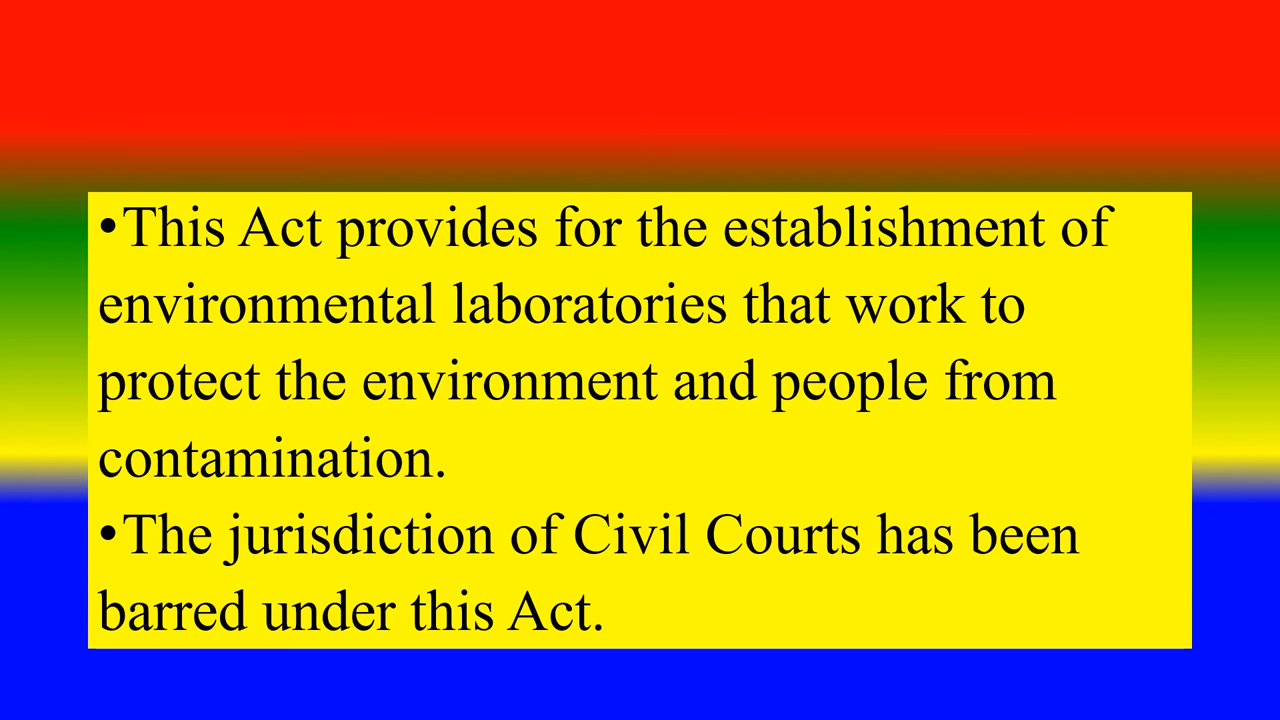 •This Act provides for the establishment of
environmental laboratories that work to
protect the environment and people from
contamination.
•The jurisdiction of Civil Courts has been
barred under this Act.